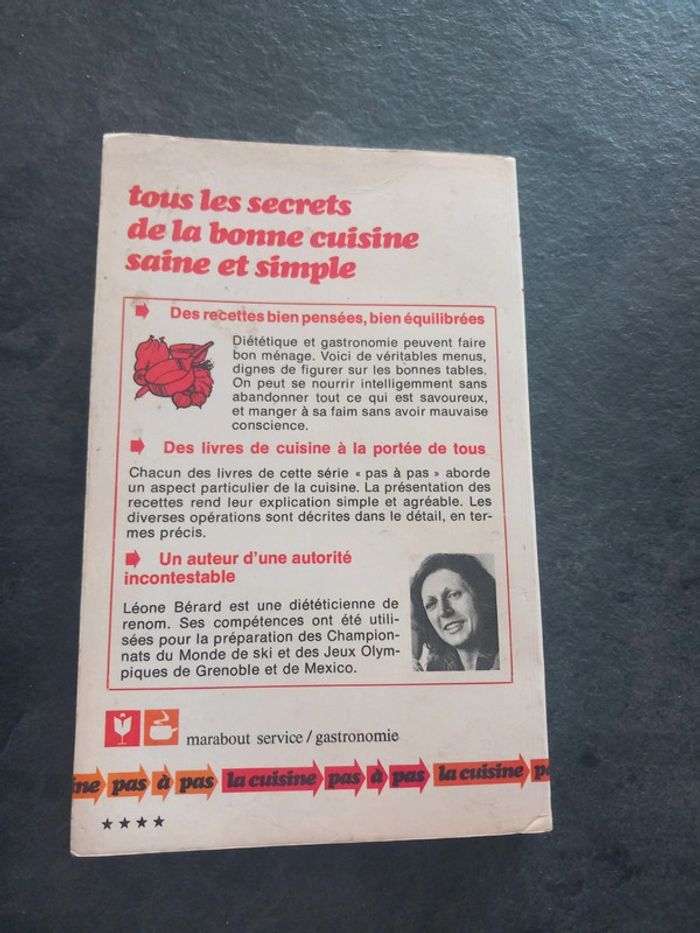 tous les secrets
de la bonne cuisine
saine et simple
Des recettes bien pensées, bien équilibrées
Diététique et gastronomie peuvent faire
bon ménage. Voici de véritables menus,
dignes de figurer sur les bonnes tables.
On peut se nourrir intelligemment sans
abandonner tout ce qui est savoureux,
et manger à sa faim sans avoir mauvaise
conscience.
Des livres de cuisine à la portée de tous
Chacun des livres de cette série « pas à pas » aborde
un aspect particulier de la cuisine. La présentation des
recettes rend leur explication simple et agréable. Les
diverses opérations sont décrites dans le détail, en ter-
mes précis.
Un auteur d'une autorité
incontestable
Léone Bérard est une diététicienne de
renom. Ses compétences ont été utili-
sées pour la préparation des Champion-
nats du Monde de ski et des Jeux Olym-
piques de Grenoble et de Mexico.
marabout service / gastronomie
ine pas à pas la cuisine pas à pas la cuisine p
★★★★